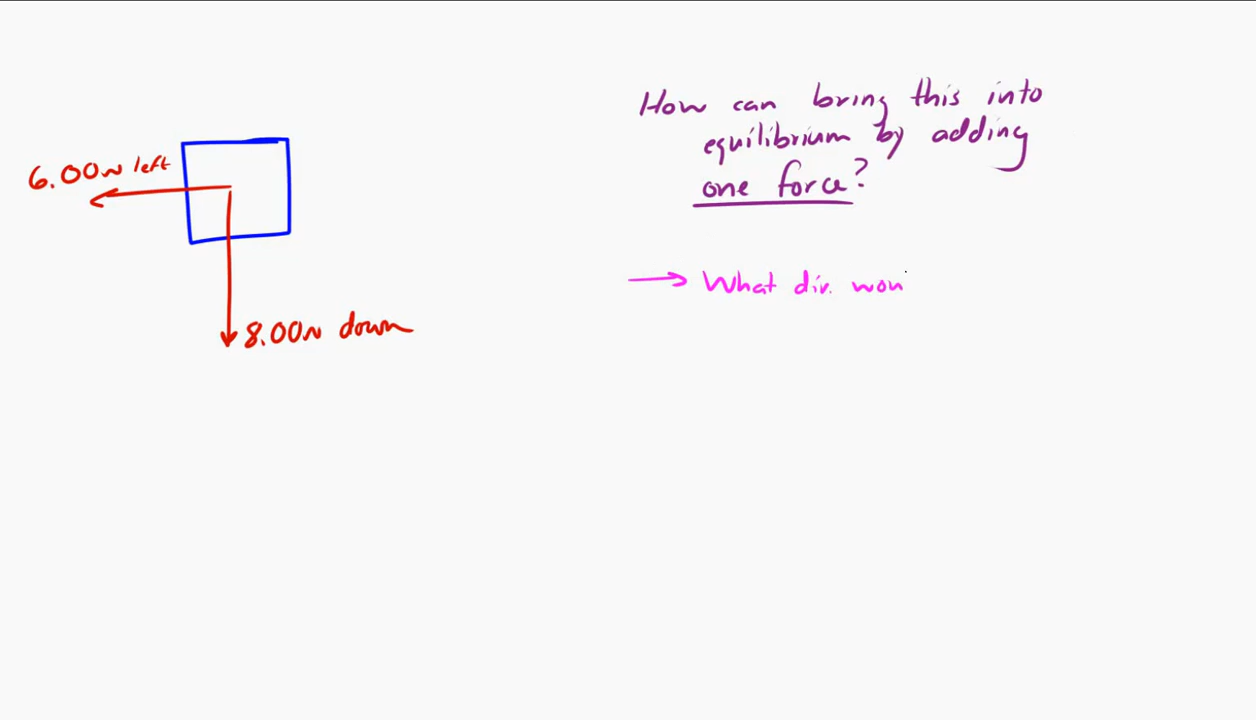 6.00N left
8.00N down
How can bring this into
equilibrium by adding
one force?
→ What dir. won